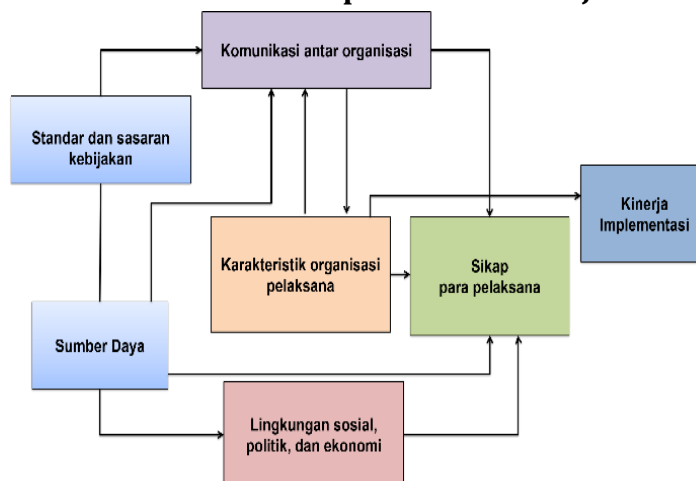 Komunikasi antar organisasi
Standar dan sasaran
kebijakan
Kinerja
Implementasi
Karakteristik organisasi
pelaksana
Sikap
para pelaksana
Sumber Daya
Lingkungan sosial,
politik, dan ekonomi